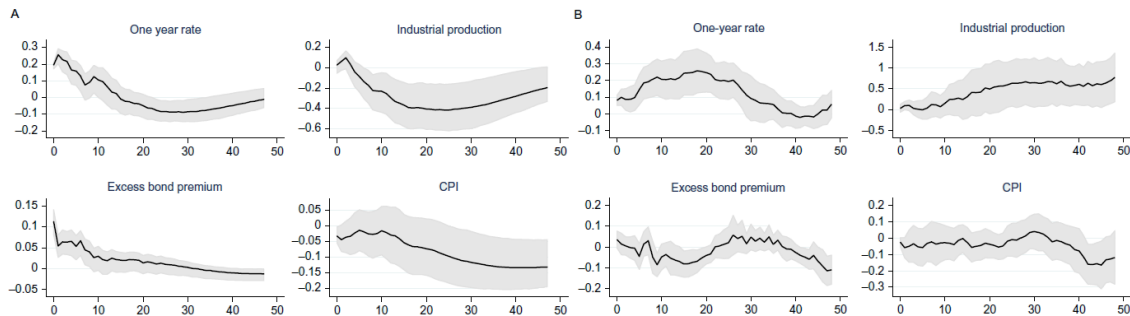 A
One year rate
0.3
0.2
0.1
0
–0.1
–0.2
0 10 20 30 40 50
Industrial production
0.2
0
–0.2
–0.4
–0.6
0 10 20 30 40 50
Excess bond premium
0.15
0.1
0.05
0
–0.05
0 10 20 30 40 50
CPI
0.05
0
–0.05
–0.1
–0.15
–0.2
0 10 20 30 40 50
B
One-year rate
0.4
0.3
0.2
0.1
0
–0.1
0 10 20 30 40 50
Industrial production
1.5
1
0.5
0
–0.5
0 10 20 30 40 50
Excess bond premium
0.2
0.1
0
–0.1
–0.2
0 10 20 30 40 50
CPI
0.2
0.1
0
–0.1
–0.2
–0.3
0 10 20 30 40 50